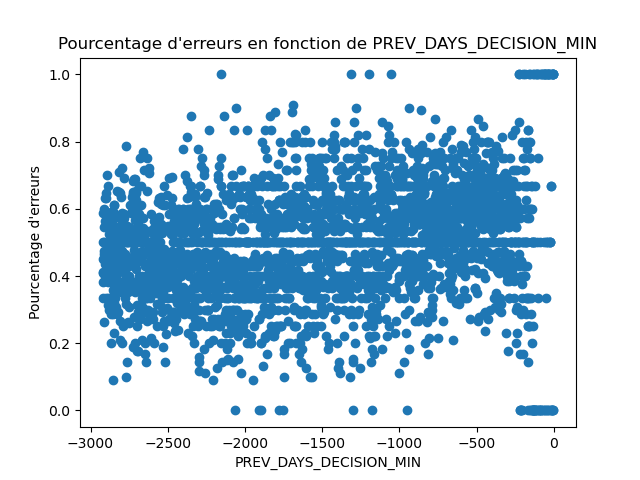 Pourcentage d'erreurs en fonction de PREV_DAYS_DECISION_MIN
1.0
0.8
0.6
0.4
0.2
0.0
Pourcentage d'erreurs
−3000 −2500 −2000 −1500 −1000 −500 0
PREV_DAYS_DECISION_MIN